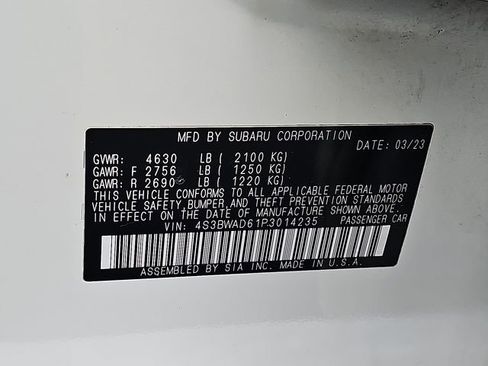 MFD BY SUBARU CORPORATION
DATE: 03/23
GVWR: 4630 LB ( 2100 KG)
GAWR: F 2756 LB ( 1250 KG)
GAWR: R 2690 LB ( 1220 KG)
THIS VEHICLE CONFORMS TO ALL APPLICABLE FEDERAL MOTOR
VEHICLE SAFETY, BUMPER, AND THEFT PREVENTION STANDARDS
IN EFFECT ON THE DATE OF MANUFACTURE SHOWN ABOVE.
VIN: 4S3BWAD61P3014235 PASSENGER CAR
ASSEMBLED BY SIA INC. MADE IN U.S.A.